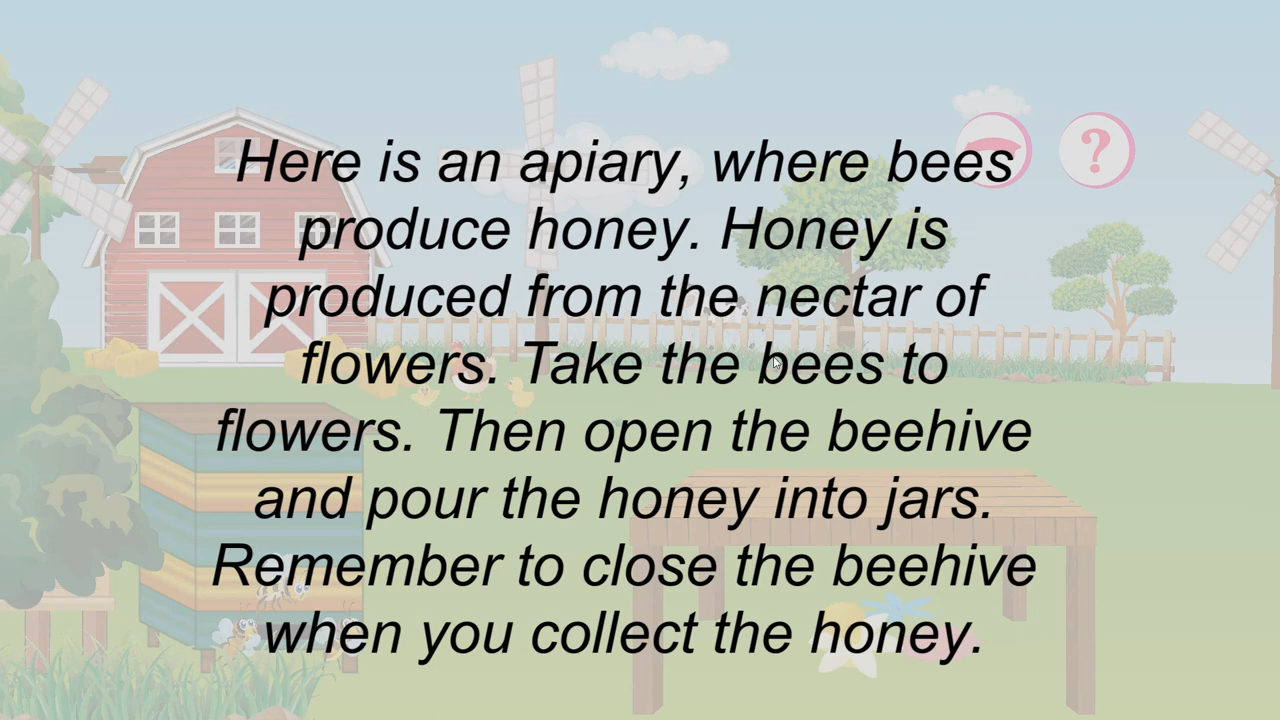 Here is an apiary, where bees
produce honey. Honey is
produced from the nectar of
flowers. Take the bees to
flowers. Then open the beehive
and pour the honey into jars.
Remember to close the beehive
when you collect the honey.
?